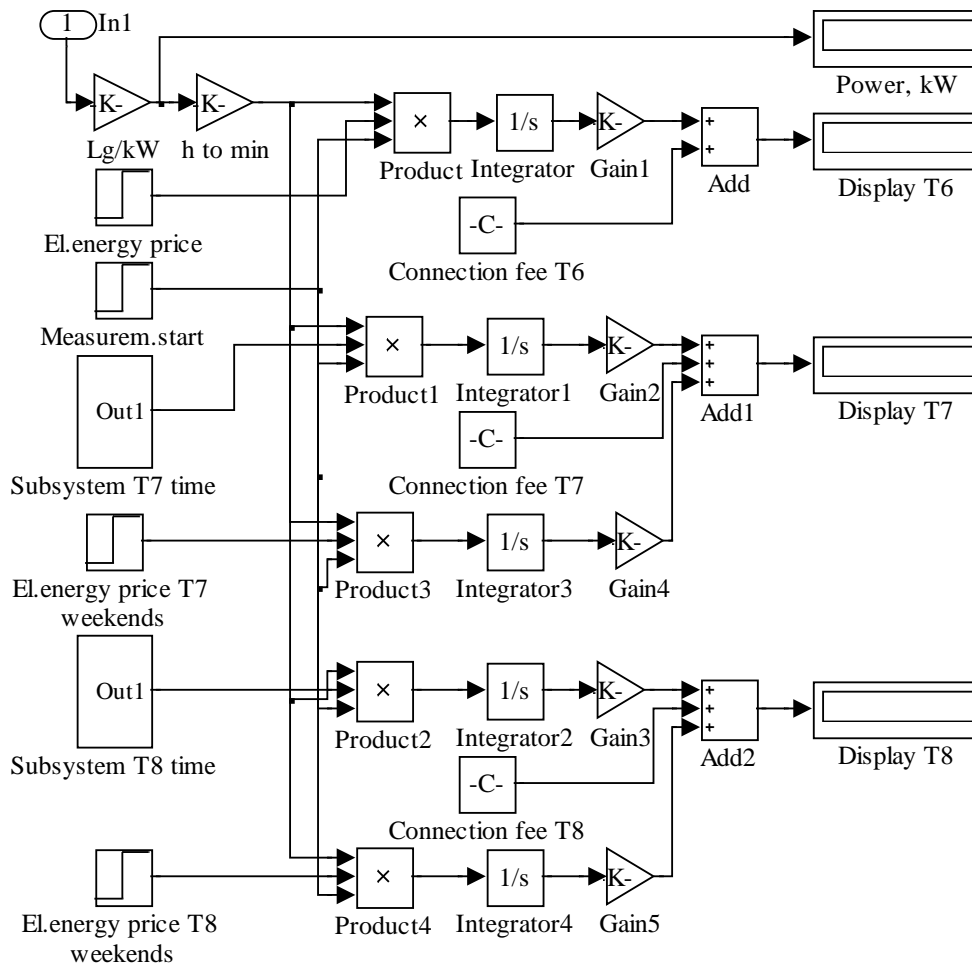 1
In1
K-
K-
Lg/kW
h to min
×
1/s
K-
+
+
Product
Integrator
Gain1
Add
Power, kW
Display T6
El.energy price
-C-
Connection fee T6
Measurem.start
×
1/s
K-
+
+
+
Product1
Integrator1
Gain2
Add1
Display T7
Out1
Subsystem T7 time
-C-
Connection fee T7
El.energy price T7
weekends
×
1/s
K-
Product3
Integrator3
Gain4
Out1
Subsystem T8 time
×
1/s
K-
+
+
+
Product2
Integrator2
Gain3
Add2
Display T8
-C-
Connection fee T8
El.energy price T8
weekends
×
1/s
K-
Product4
Integrator4
Gain5